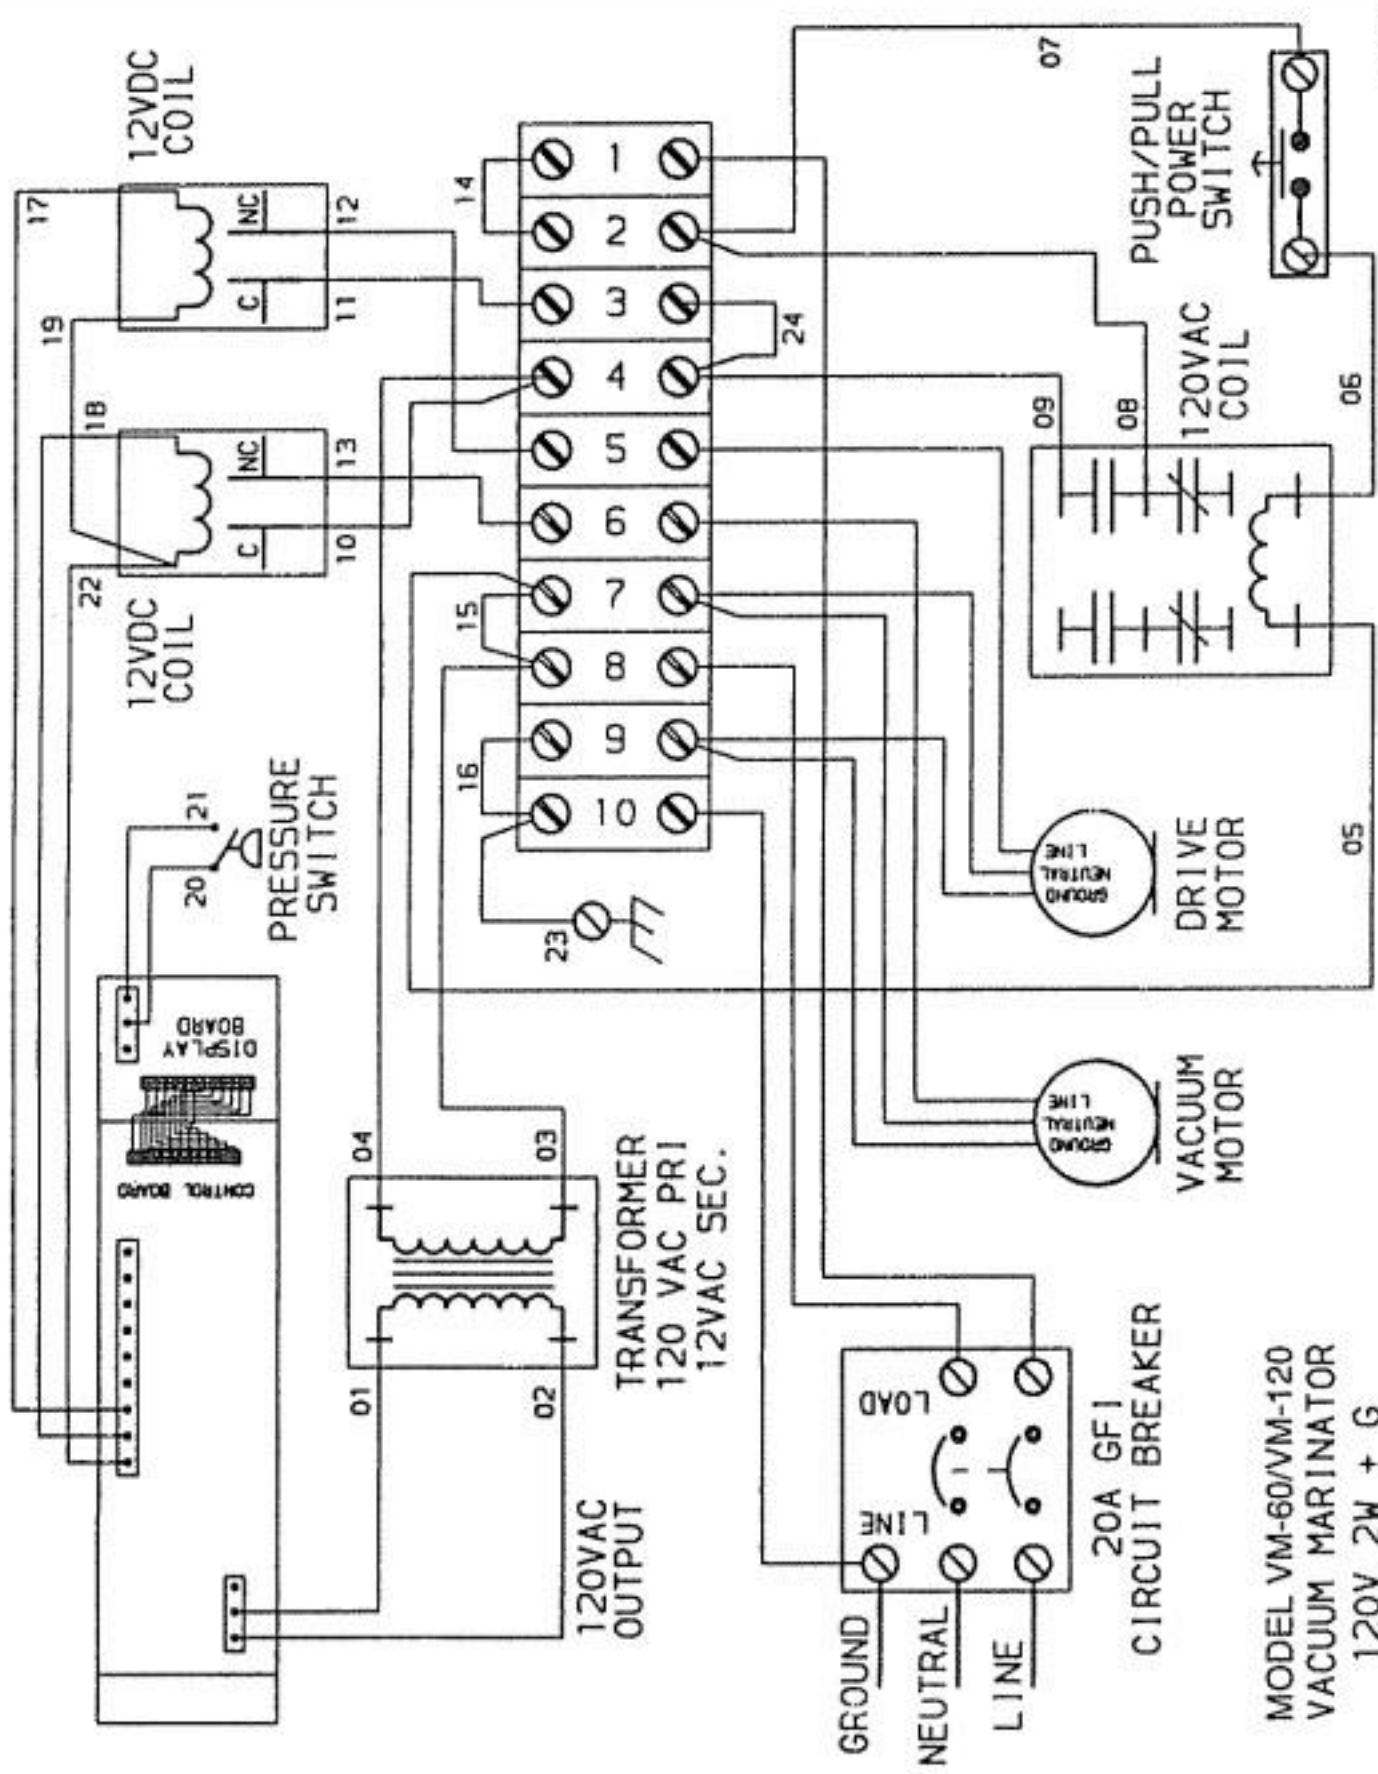 17
12VDC
COIL
19
NC
C
12
11
18
12VDC
COIL
22
NC
C
13
10
21
20
PRESSURE
SWITCH
DISPLAY
BOARD
CONTROL BOARD
04
03
01
02
TRANSFORMER
120 VAC PRI
12VAC SEC.
120VAC
OUTPUT
14
15
16
23
24
1
2
3
4
5
6
7
8
9
10
07
PUSH/PULL
POWER
SWITCH
09
08
120VAC
COIL
06
05
LINE
NEUTRAL
GROUND
DRIVE
MOTOR
LINE
NEUTRAL
GROUND
VACUUM
MOTOR
LOAD
LINE
20A GFI
CIRCUIT BREAKER
GROUND
NEUTRAL
LINE
MODEL VM-60/VM-120
VACUUM MARINATOR
120V 2W + G